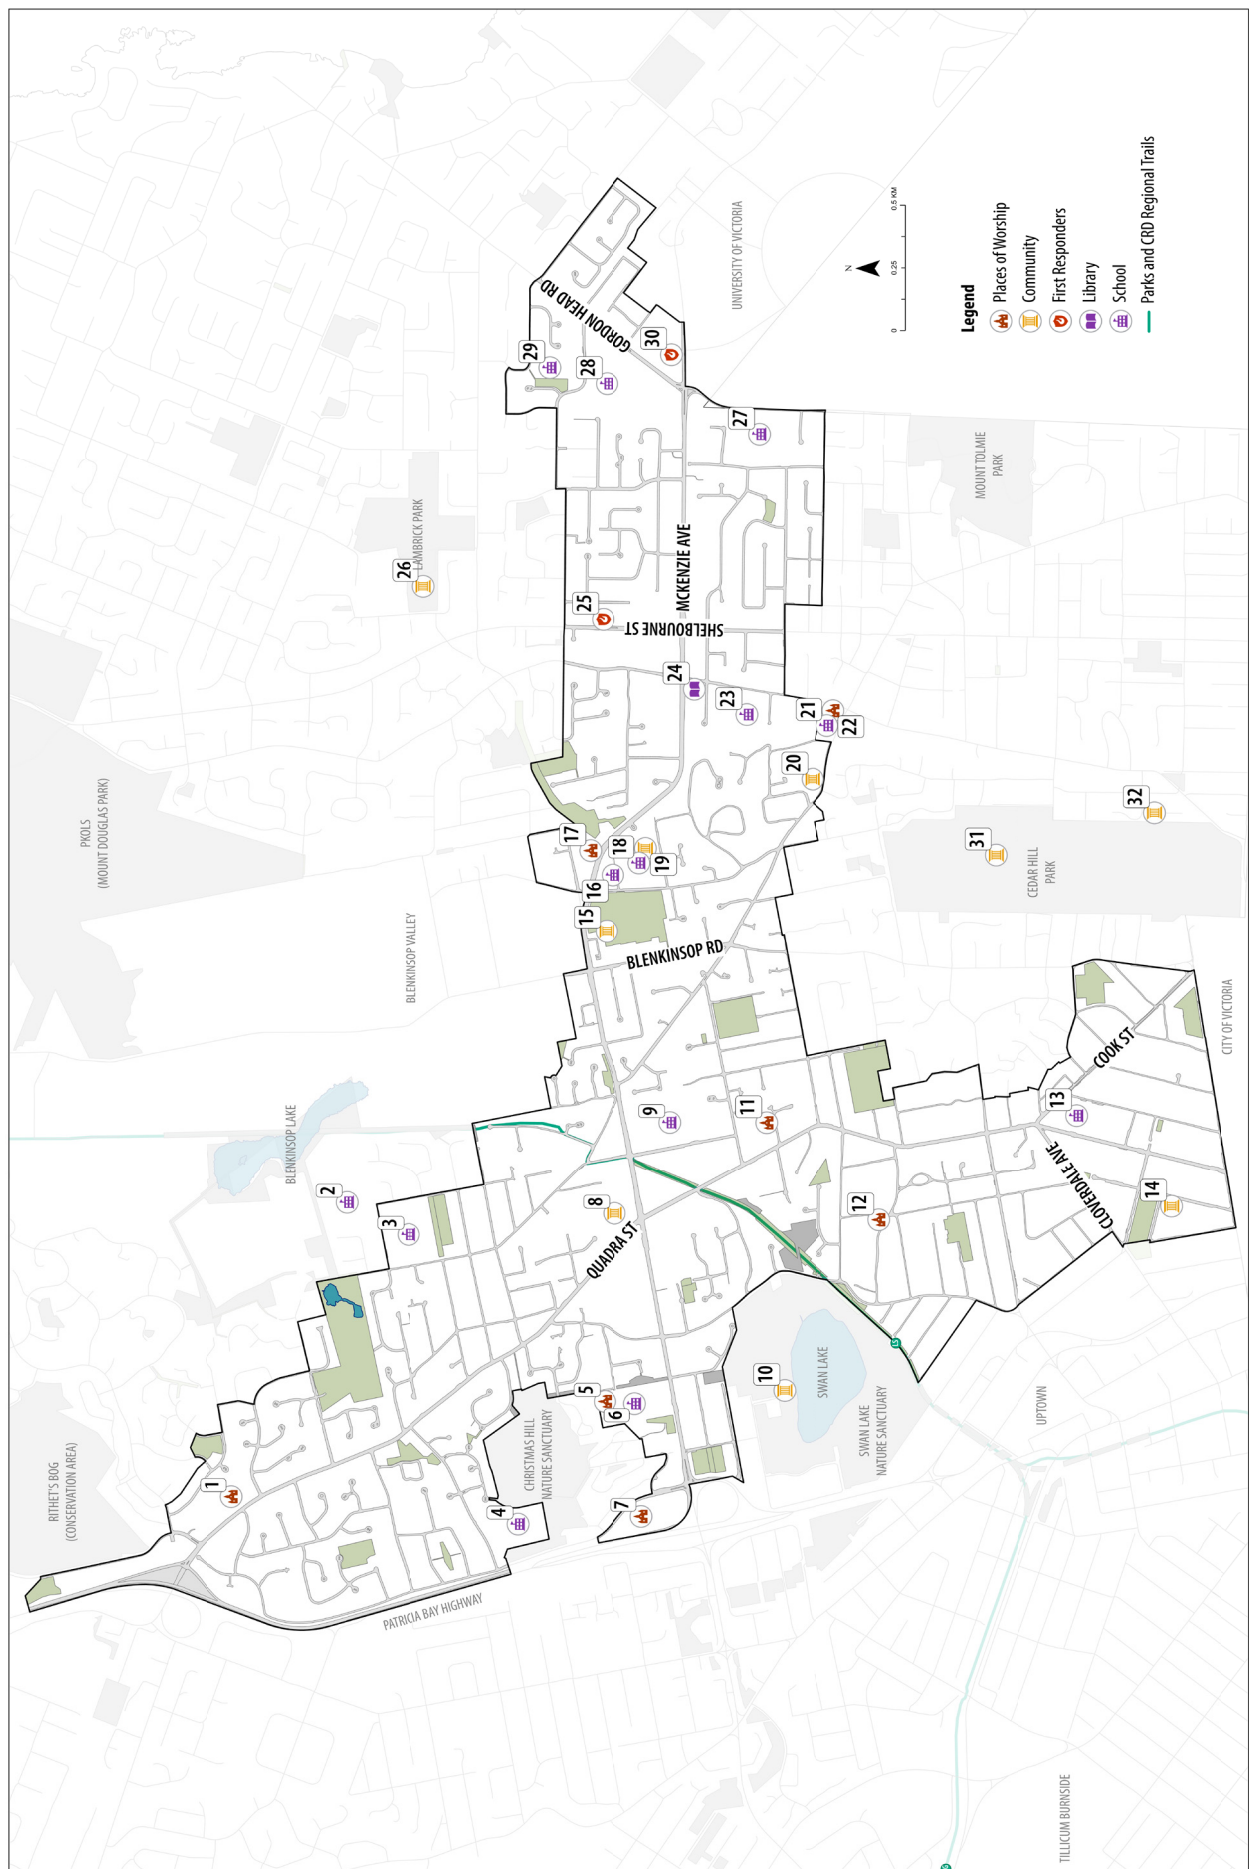 RITHET'S BOG
(CONSERVATION AREA)
PKOLS
(MOUNT DOUGLAS PARK)
BLENKINSOP VALLEY
BLENKINSOP LAKE
LAMBRICK PARK
PATRICIA BAY HIGHWAY
CHRISTMAS HILL
NATURE SANCTUARY
QUADRA ST
BLENKINSOP RD
SHELBOURNE ST
MCKENZIE AVE
GORDON HEAD RD
UNIVERSITY OF VICTORIA
MOUNT TOLMIE
PARK
CEDAR HILL
PARK
SWAN LAKE
SWAN LAKE
NATURE SANCTUARY
CLOVERDALE AVE
COOK ST
UPTOWN
TILLICUM BURNSIDE
CITY OF VICTORIA
1
2
3
4
5
6
7
8
9
10
11
12
13
14
15
16
17
18
19
20
21
22
23
24
25
26
27
28
29
30
31
32
N
0
0.25
0.5 KM
Legend
Places of Worship
Community
First Responders
Library
School
Parks and CRD Regional Trails